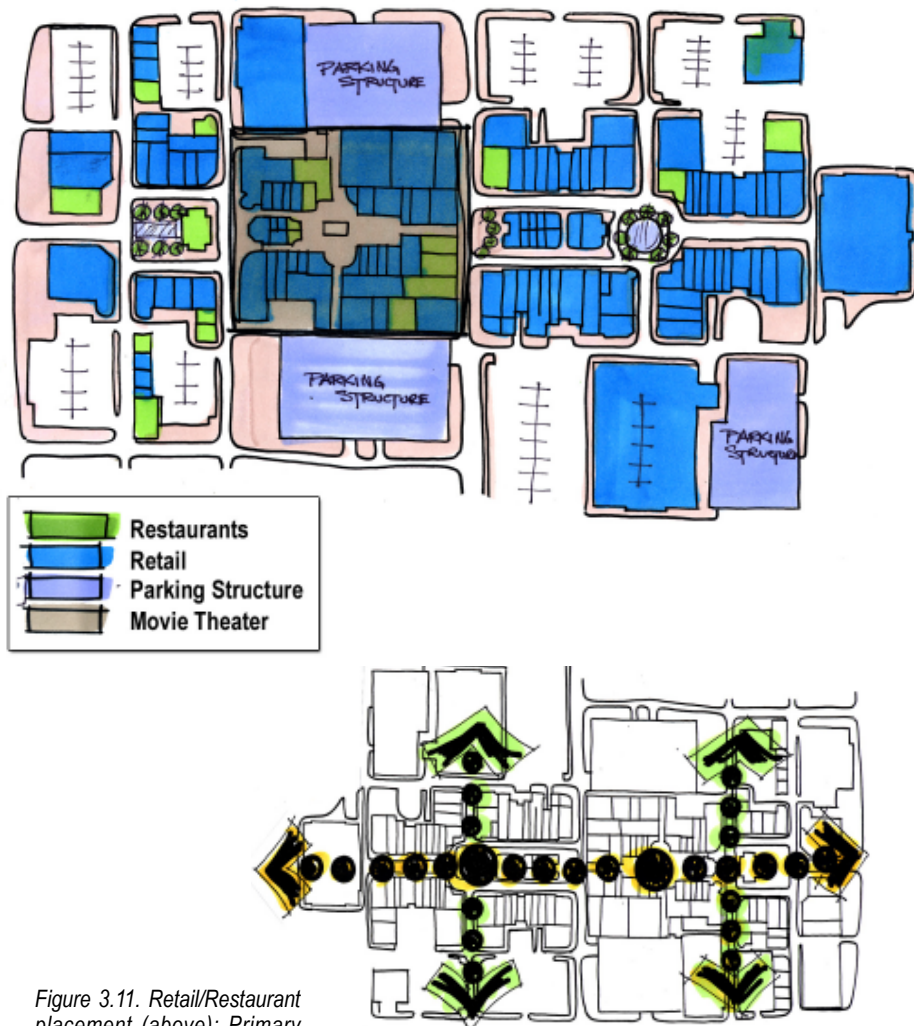 PARKING
STRUCTURE
PARKING
STRUCTURE
PARKING
STRUCTURE
Restaurants
Retail
Parking Structure
Movie Theater
Figure 3.11. Retail/Restaurant
placement (above); Primary